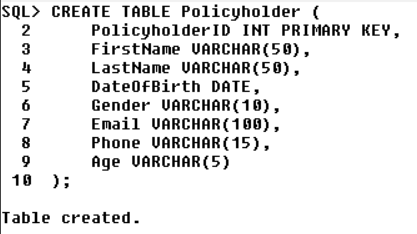 SQL> CREATE TABLE Policyholder (
  2      PolicyholderID INT PRIMARY KEY,
  3      FirstName VARCHAR(50),
  4      LastName VARCHAR(50),
  5      DateOfBirth DATE,
  6      Gender VARCHAR(10),
  7      Email VARCHAR(100),
  8      Phone VARCHAR(15),
  9      Age VARCHAR(5)
 10  );
Table created.